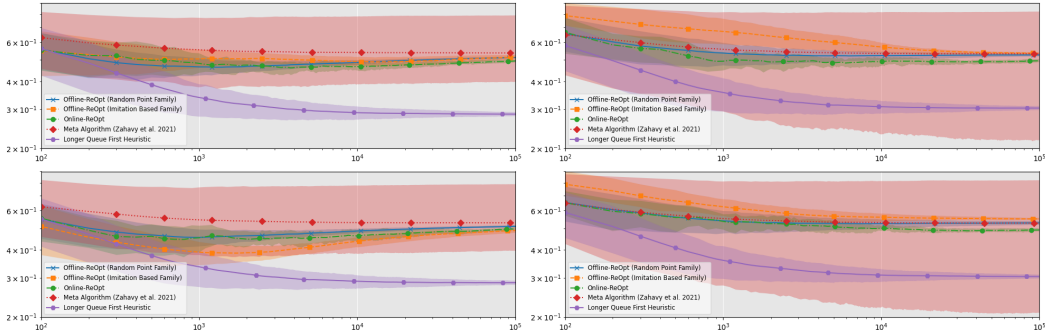 6 × 10⁻¹
4 × 10⁻¹
3 × 10⁻¹
2 × 10⁻¹
Offline-ReOpt (Random Point Family)
Offline-ReOpt (Imitation Based Family)
Online-ReOpt
Meta Algorithm (Zahavy et al. 2021)
Longer Queue First Heuristic
10² 10³ 10⁴ 10⁵
6 × 10⁻¹
4 × 10⁻¹
3 × 10⁻¹
2 × 10⁻¹
Offline-ReOpt (Random Point Family)
Offline-ReOpt (Imitation Based Family)
Online-ReOpt
Meta Algorithm (Zahavy et al. 2021)
Longer Queue First Heuristic
10² 10³ 10⁴ 10⁵
6 × 10⁻¹
4 × 10⁻¹
3 × 10⁻¹
2 × 10⁻¹
Offline-ReOpt (Random Point Family)
Offline-ReOpt (Imitation Based Family)
Online-ReOpt
Meta Algorithm (Zahavy et al. 2021)
Longer Queue First Heuristic
10² 10³ 10⁴ 10⁵
6 × 10⁻¹
4 × 10⁻¹
3 × 10⁻¹
2 × 10⁻¹
Offline-ReOpt (Random Point Family)
Offline-ReOpt (Imitation Based Family)
Online-ReOpt
Meta Algorithm (Zahavy et al. 2021)
Longer Queue First Heuristic
10² 10³ 10⁴ 10⁵